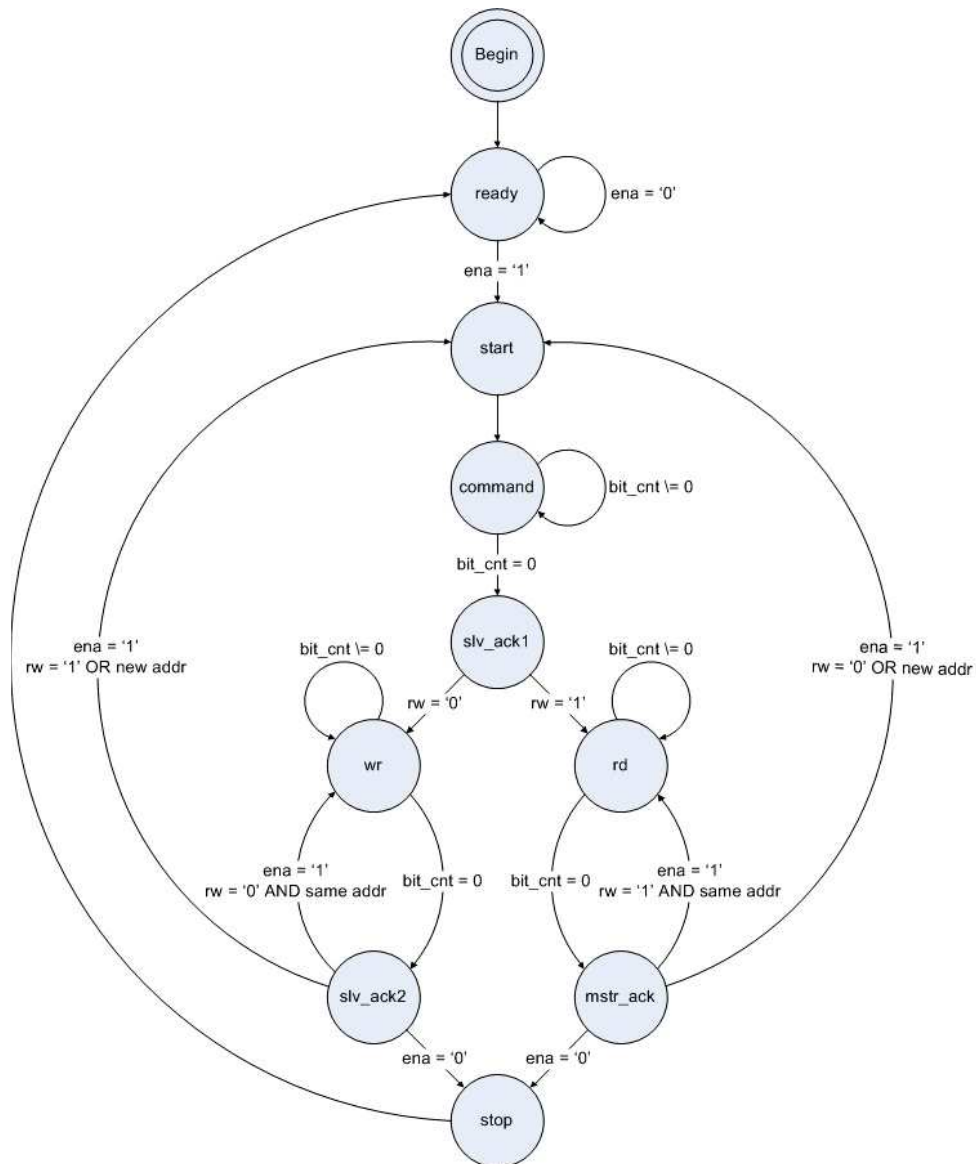 Begin
ready
ena = ‘0’
ena = ‘1’
start
command
bit_cnt \= 0
bit_cnt = 0
slv_ack1
ena = ‘1’
rw = ‘1’ OR new addr
bit_cnt \= 0
bit_cnt \= 0
ena = ‘1’
rw = ‘0’ OR new addr
rw = ‘0’
rw = ‘1’
wr
rd
ena = ‘1’
rw = ‘0’ AND same addr
bit_cnt = 0
bit_cnt = 0
ena = ‘1’
rw = ‘1’ AND same addr
slv_ack2
mstr_ack
ena = ‘0’
ena = ‘0’
stop